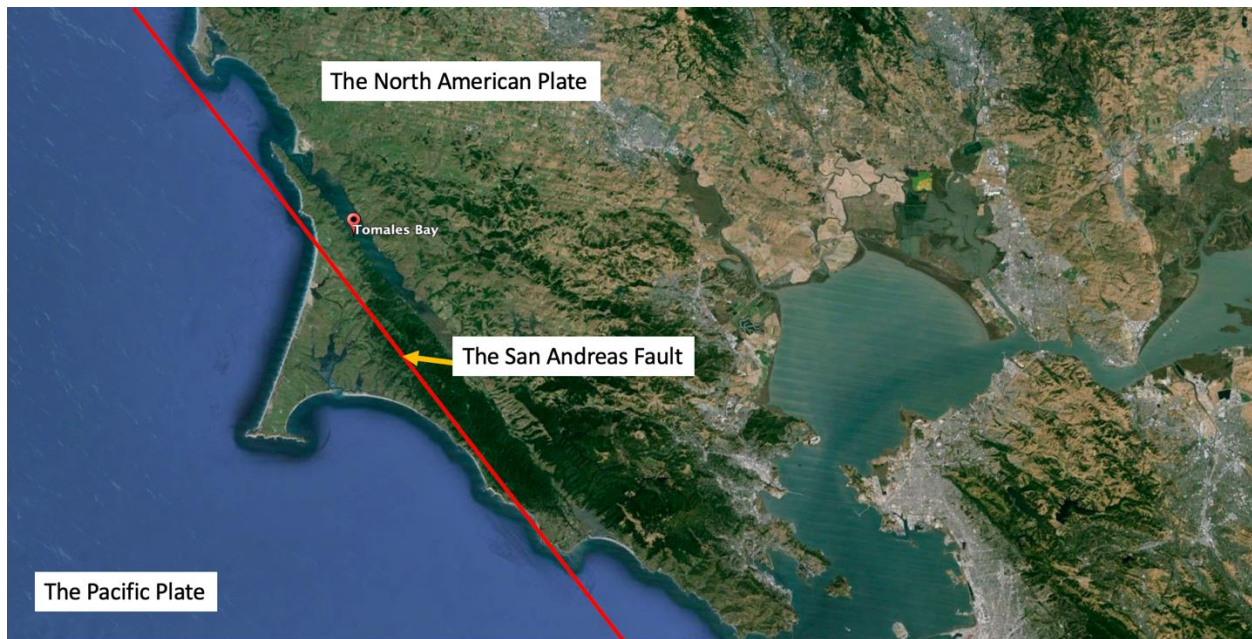 The North American Plate
Tomales Bay
The San Andreas Fault
The Pacific Plate